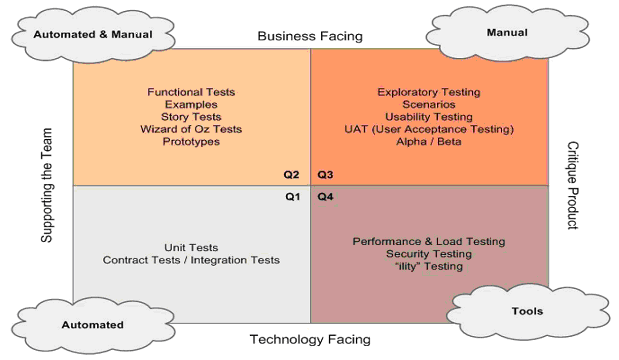 Automated & Manual
Business Facing
Manual
Supporting the Team
Functional Tests
Examples
Story Tests
Wizard of Oz Tests
Prototypes
Q2
Exploratory Testing
Scenarios
Usability Testing
UAT (User Acceptance Testing)
Alpha / Beta
Q3
Critique Product
Q1
Unit Tests
Contract Tests / Integration Tests
Q4
Performance & Load Testing
Security Testing
"ility" Testing
Automated
Technology Facing
Tools